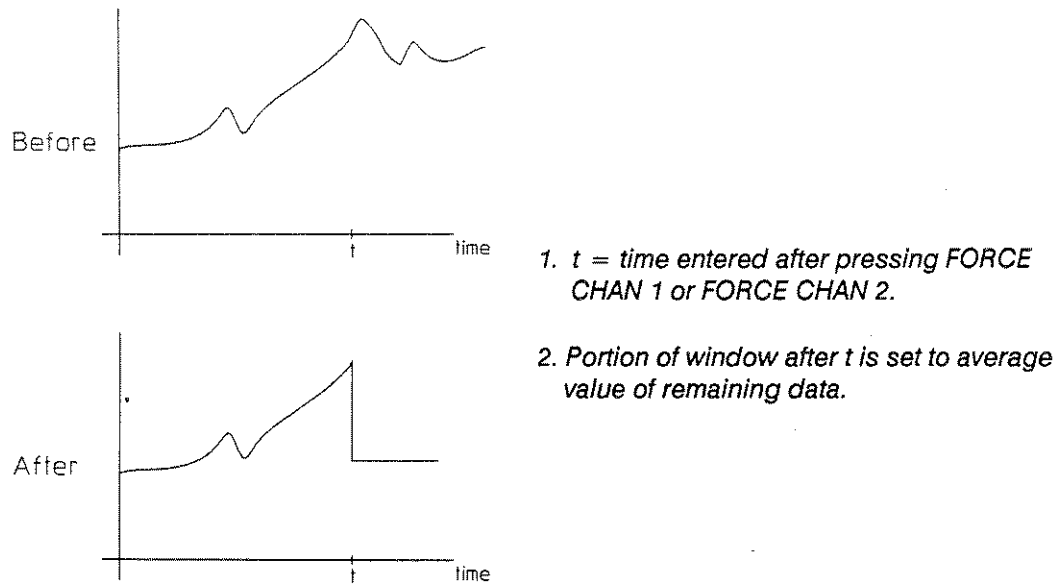 Before
t
time
1. t = time entered after pressing FORCE
CHAN 1 or FORCE CHAN 2.
2. Portion of window after t is set to average
value of remaining data.
After
t
time